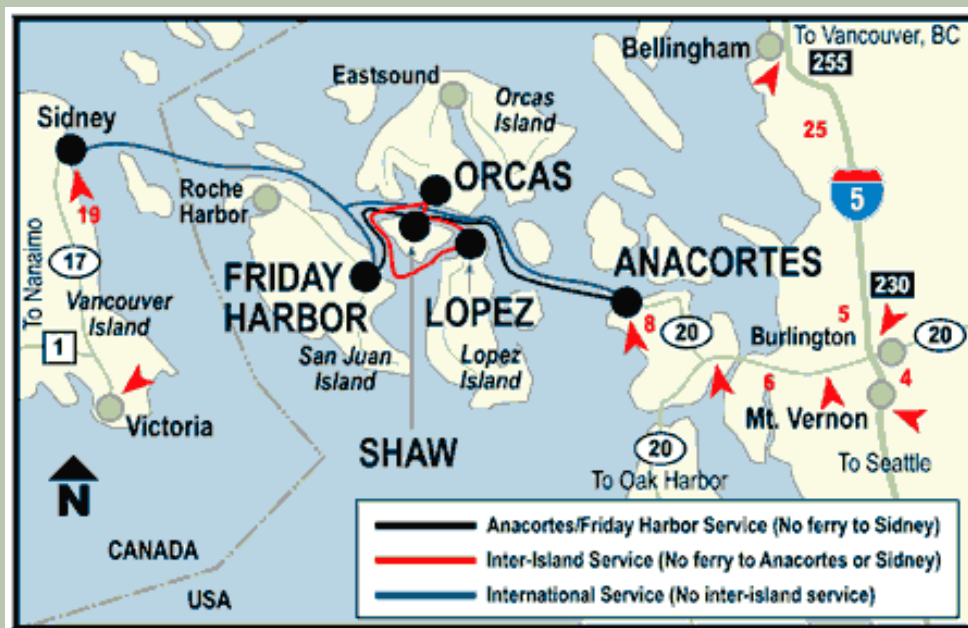 To Vancouver, BC
Bellingham
255
Eastsound
Orcas
Island
Sidney
25
ORCAS
Roche
Harbor
5
19
To Nanaimo
17
FRIDAY
HARBOR
ANACORTES
230
Vancouver
Island
LOPEZ
8
20
5
Burlington
20
1
San Juan
Island
Lopez
Island
6
4
Victoria
Mt. Vernon
SHAW
20
To Seattle
To Oak Harbor
N
Anacortes/Friday Harbor Service (No ferry to Sidney)
CANADA
Inter-Island Service (No ferry to Anacortes or Sidney)
USA
International Service (No inter-island service)